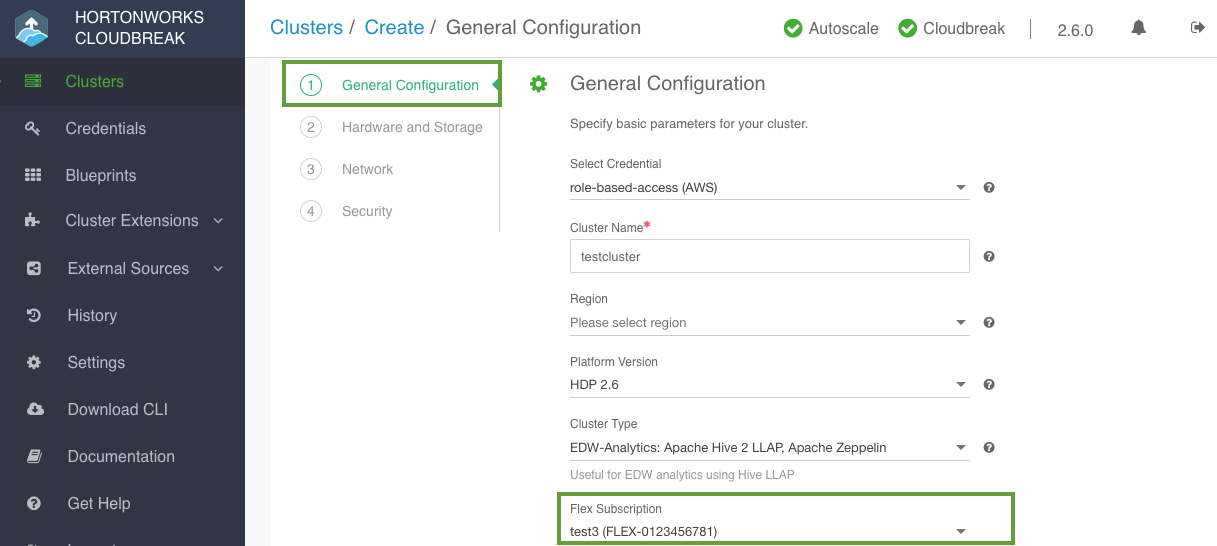 HORTONWORKS
CLOUDBREAK
Clusters / Create / General Configuration
Autoscale
Cloudbreak
2.6.0
Clusters
Credentials
Blueprints
Cluster Extensions
External Sources
History
Settings
Download CLI
Documentation
Get Help
1 General Configuration
2 Hardware and Storage
3 Network
4 Security
General Configuration
Specify basic parameters for your cluster.
Select Credential
role-based-access (AWS)
Cluster Name*
testcluster
Region
Please select region
Platform Version
HDP 2.6
Cluster Type
EDW-Analytics: Apache Hive 2 LLAP, Apache Zeppelin
Useful for EDW analytics using Hive LLAP
Flex Subscription
test3 (FLEX-0123456781)